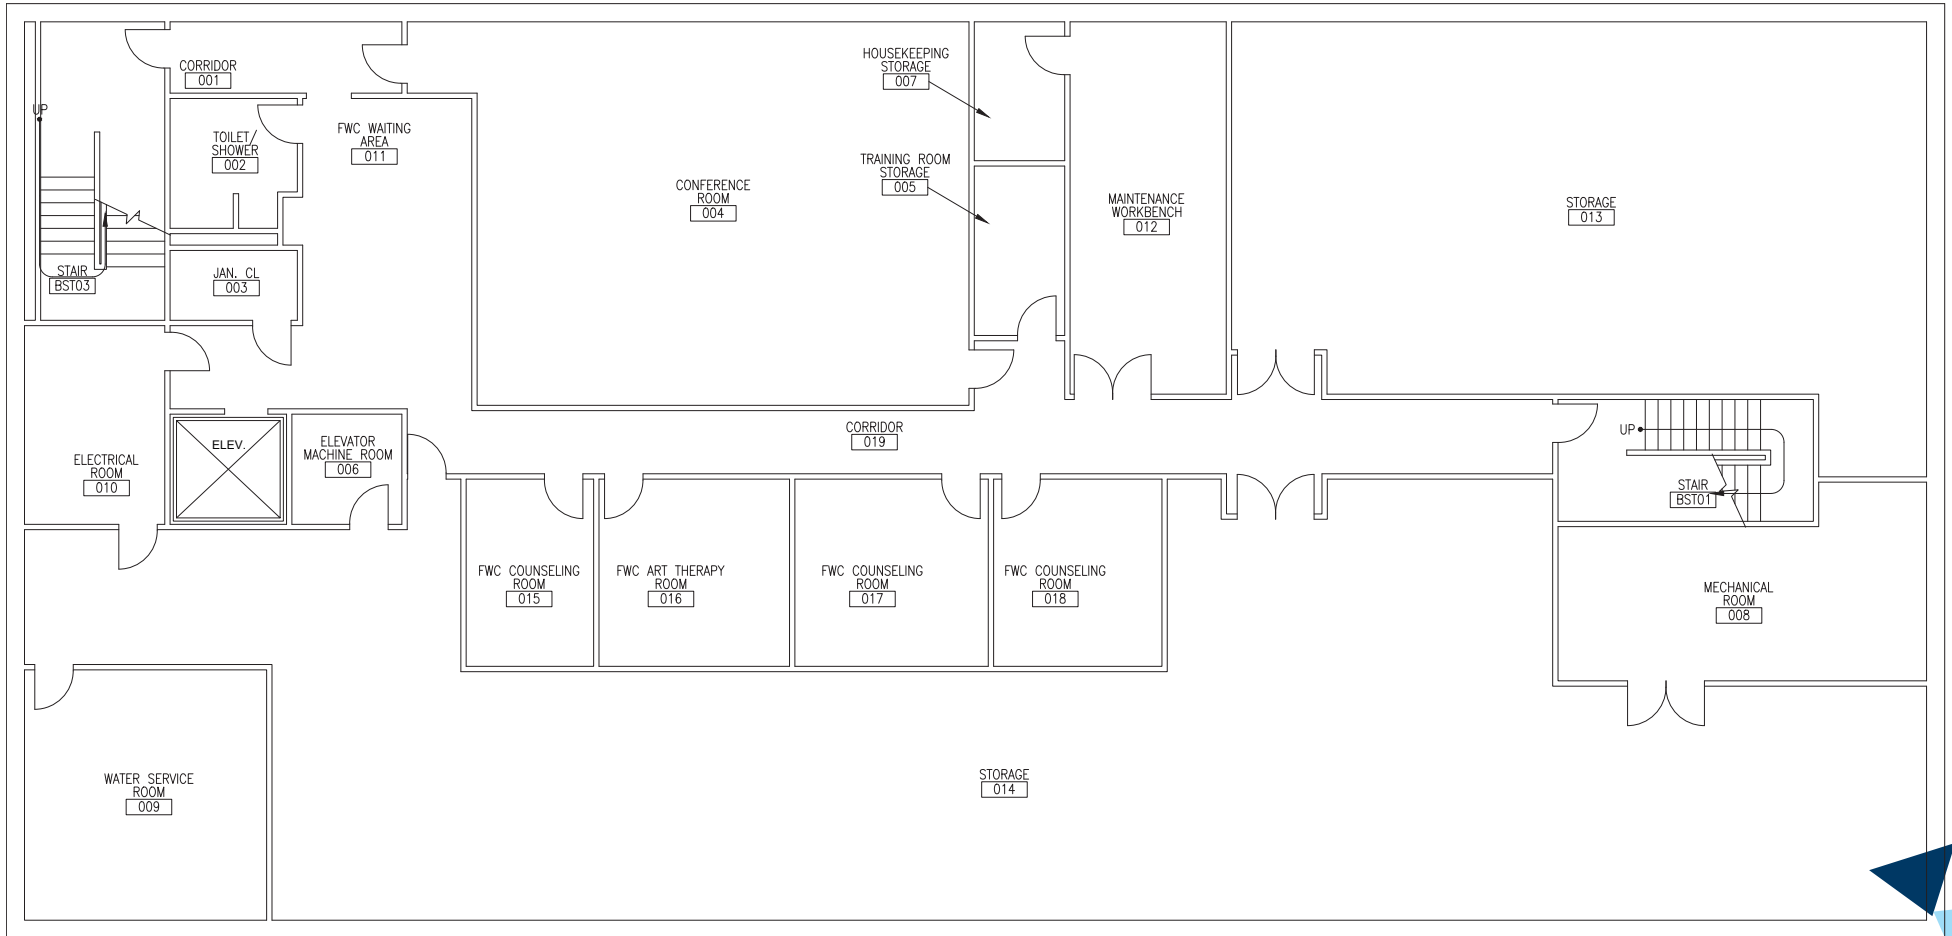 CORRIDOR
001
UP
TOILET/
SHOWER
002
FWC WAITING
AREA
011
STAIR
BST03
JAN. CL
003
CONFERENCE
ROOM
004
HOUSEKEEPING
STORAGE
007
TRAINING ROOM
STORAGE
005
MAINTENANCE
WORKBENCH
012
STORAGE
013
ELECTRICAL
ROOM
010
ELEV.
ELEVATOR
MACHINE ROOM
006
CORRIDOR
019
UP
STAIR
BST01
FWC COUNSELING
ROOM
015
FWC ART THERAPY
ROOM
016
FWC COUNSELING
ROOM
017
FWC COUNSELING
ROOM
018
MECHANICAL
ROOM
008
WATER SERVICE
ROOM
009
STORAGE
014